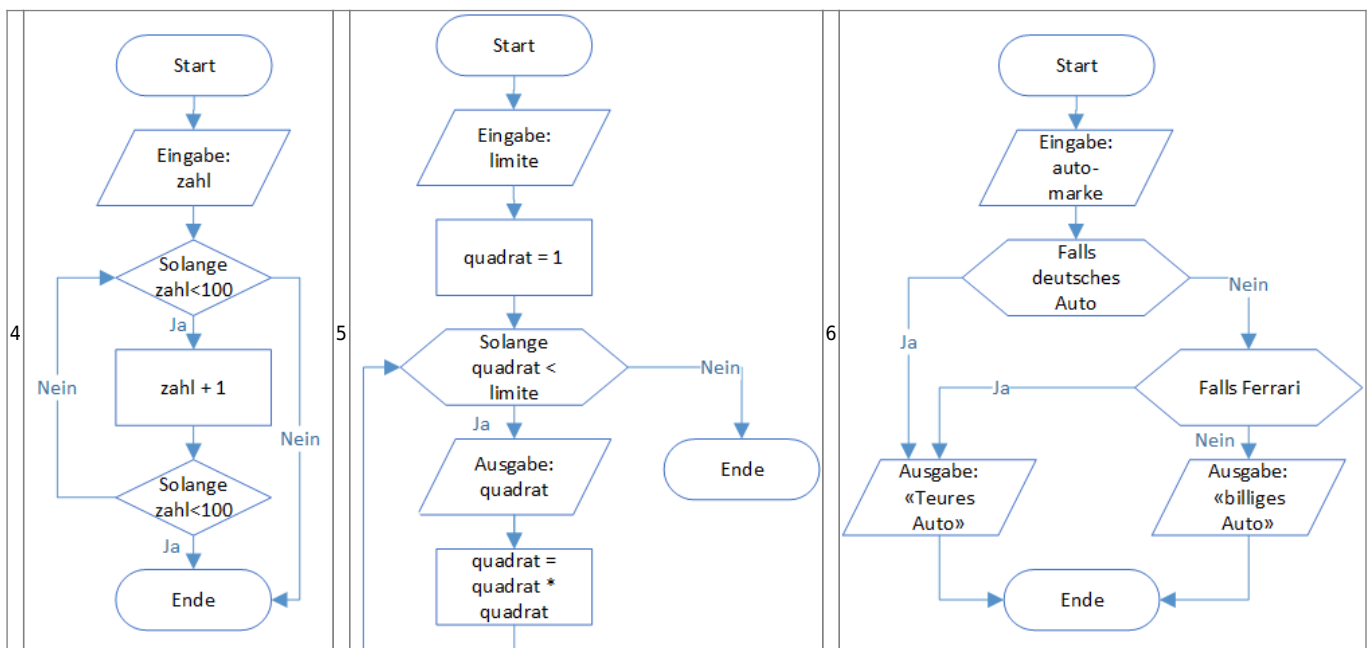 4
Start
Eingabe:
zahl
Solange
zahl<100
Ja
Nein
zahl + 1
Nein
Solange
zahl<100
Ja
Ende
5
Start
Eingabe:
limite
quadrat = 1
Solange
quadrat <
limite
Nein
Ja
Ausgabe:
quadrat
Ende
quadrat =
quadrat *
quadrat
6
Start
Eingabe:
auto-
marke
Falls
deutsches
Auto
Nein
Ja
Ja
Falls Ferrari
Nein
Ausgabe:
«Teures
Auto»
Ausgabe:
«billiges
Auto»
Ende